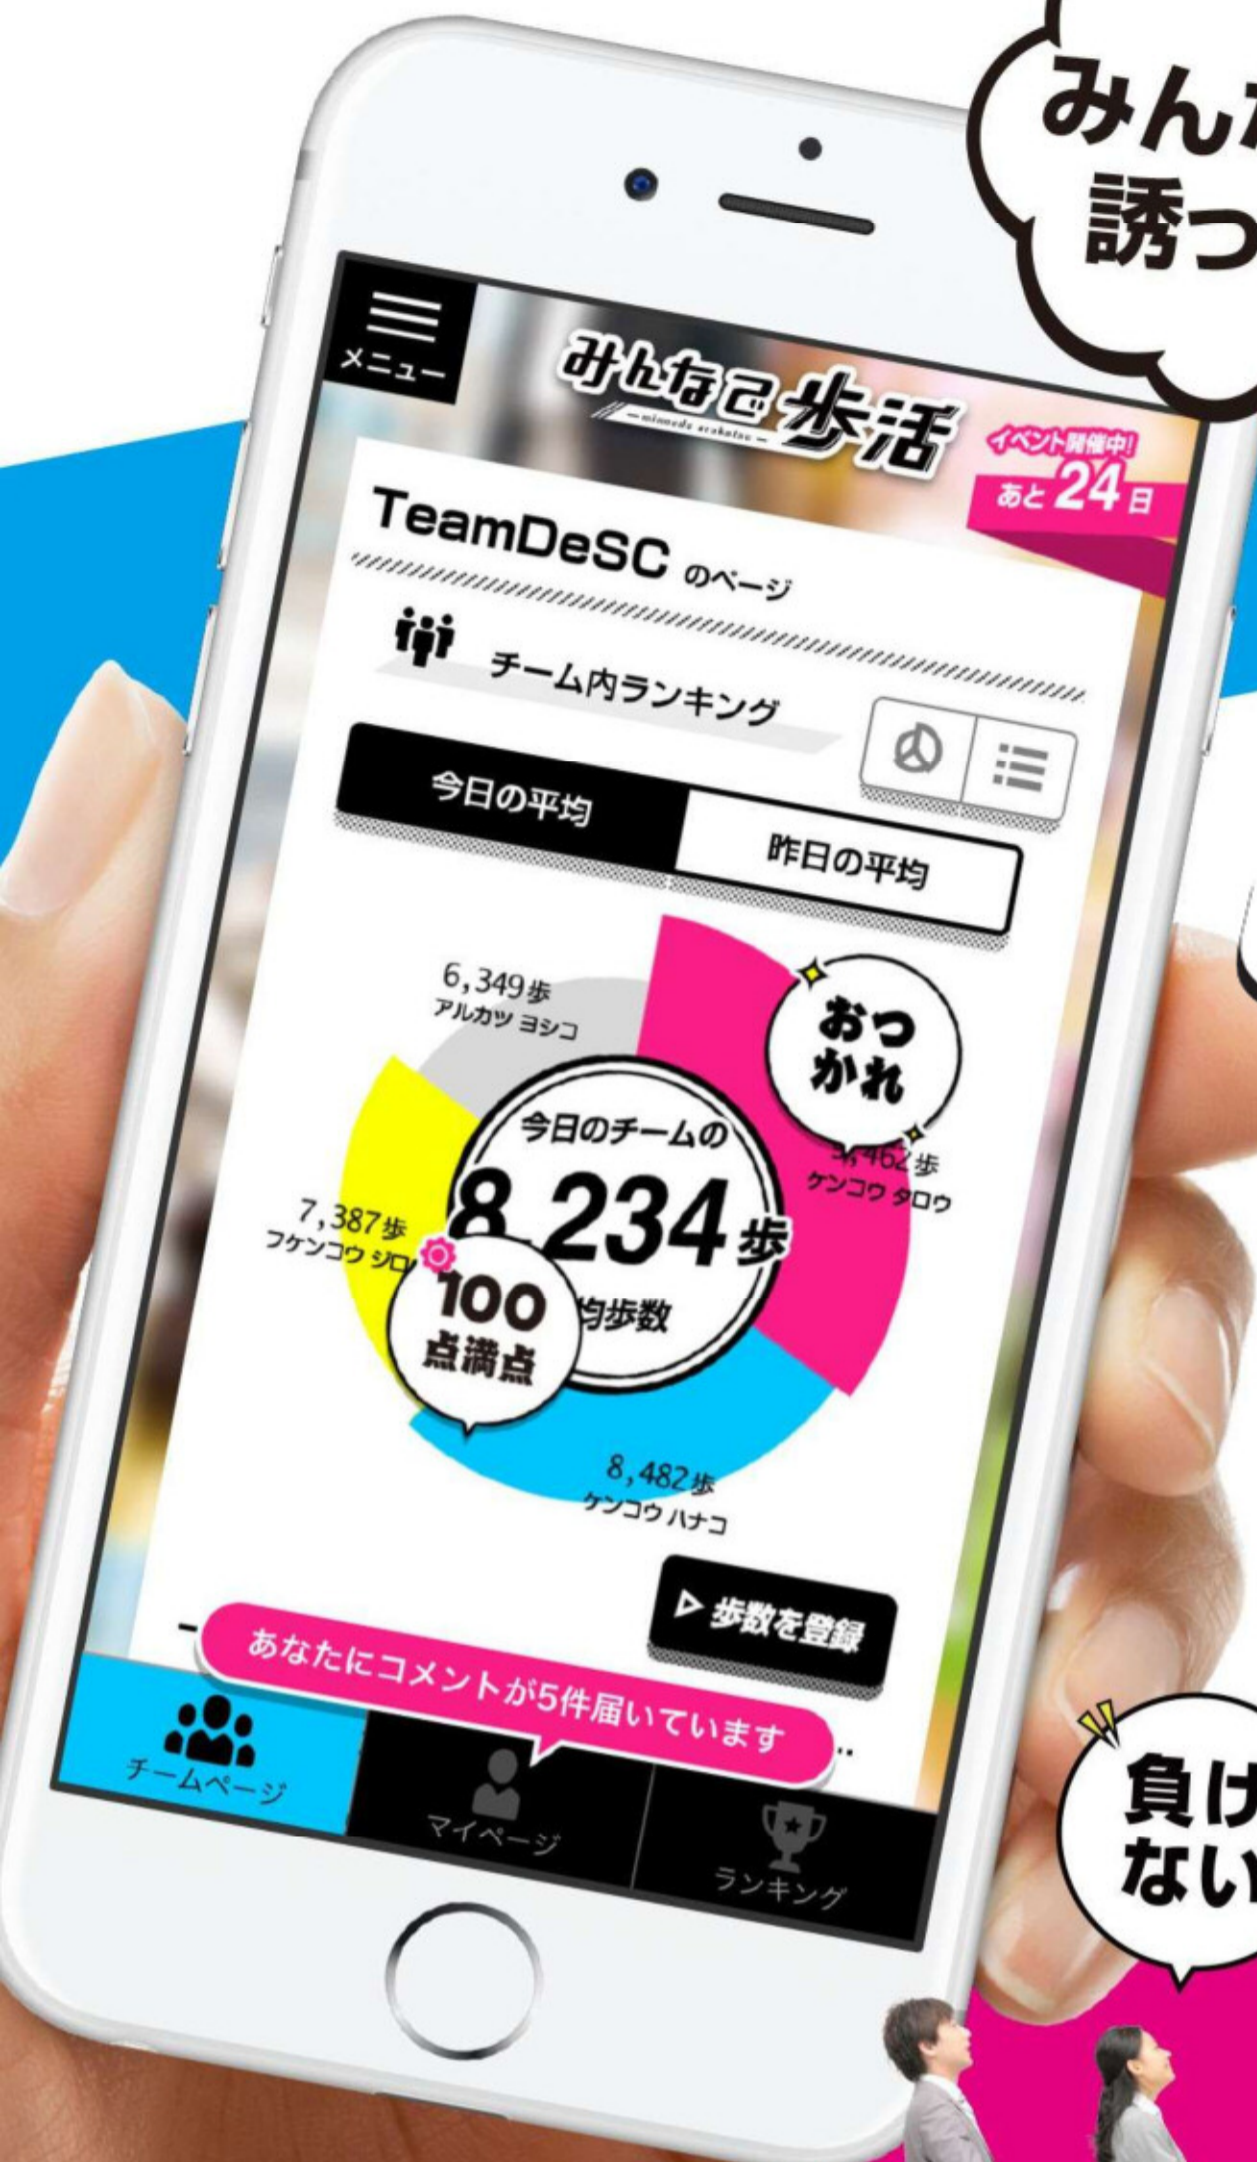 みんな
誘っ
メニュー
みんなで歩活
イベント開催中!
あと24日
TeamDeSC のページ
チーム内ランキング
今日の平均
昨日の平均
6,349歩
アルカツ ヨシコ
おつ
かれ
,462歩
ケンコウ タロウ
今日のチームの
8,234歩
均歩数
7,387歩
フケンコウ ジロ
100
点満点
8,482歩
ケンコウ ハナコ
歩数を登録
あなたにコメントが5件届いています
チームページ
マイページ
ランキング
負け
ない